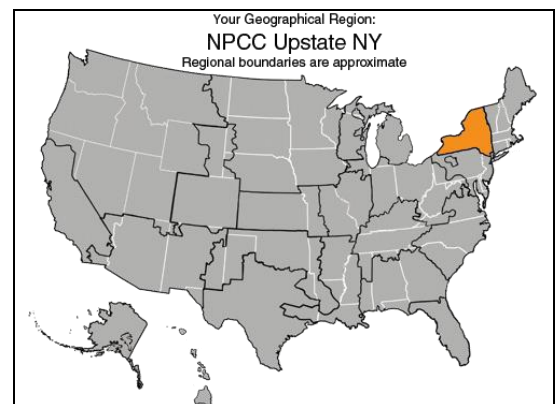 Your Geographical Region:
NPCC Upstate NY
Regional boundaries are approximate